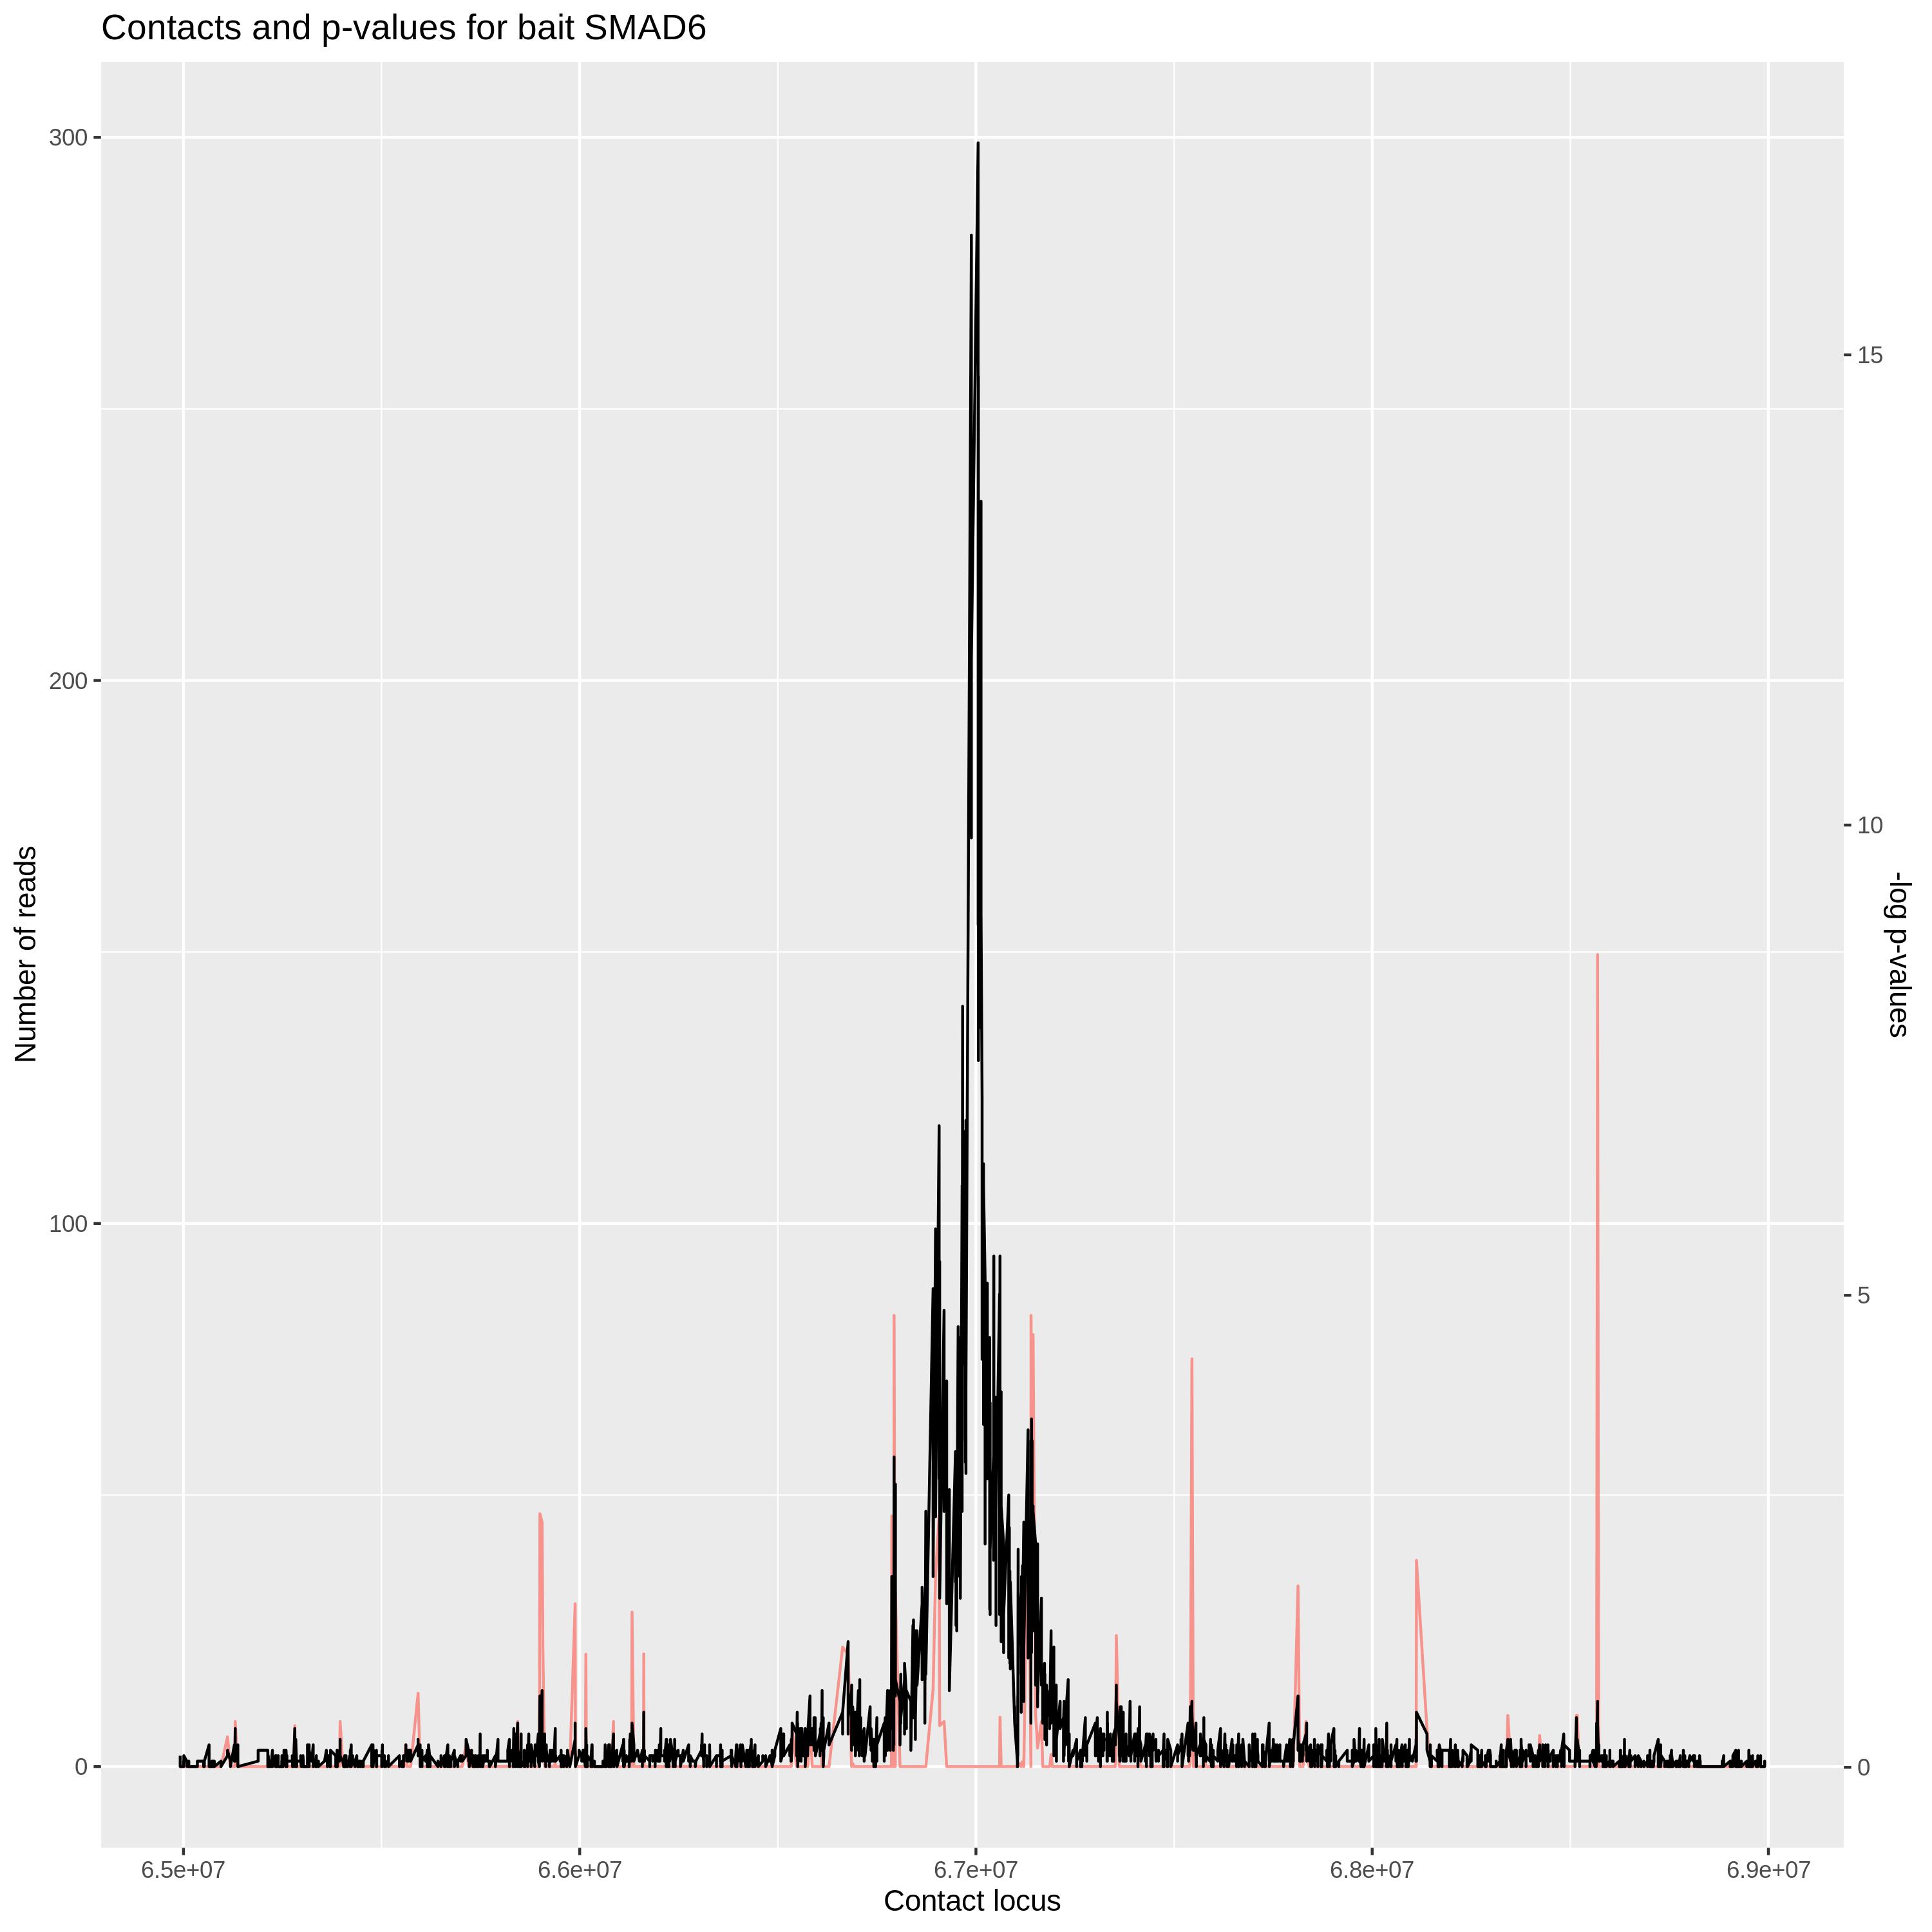 Contacts and p-values for bait SMAD6
300
200
100
0
Number of reads
15
10
5
0
-log p-values
6.5e+07
6.6e+07
6.7e+07
6.8e+07
6.9e+07
Contact locus